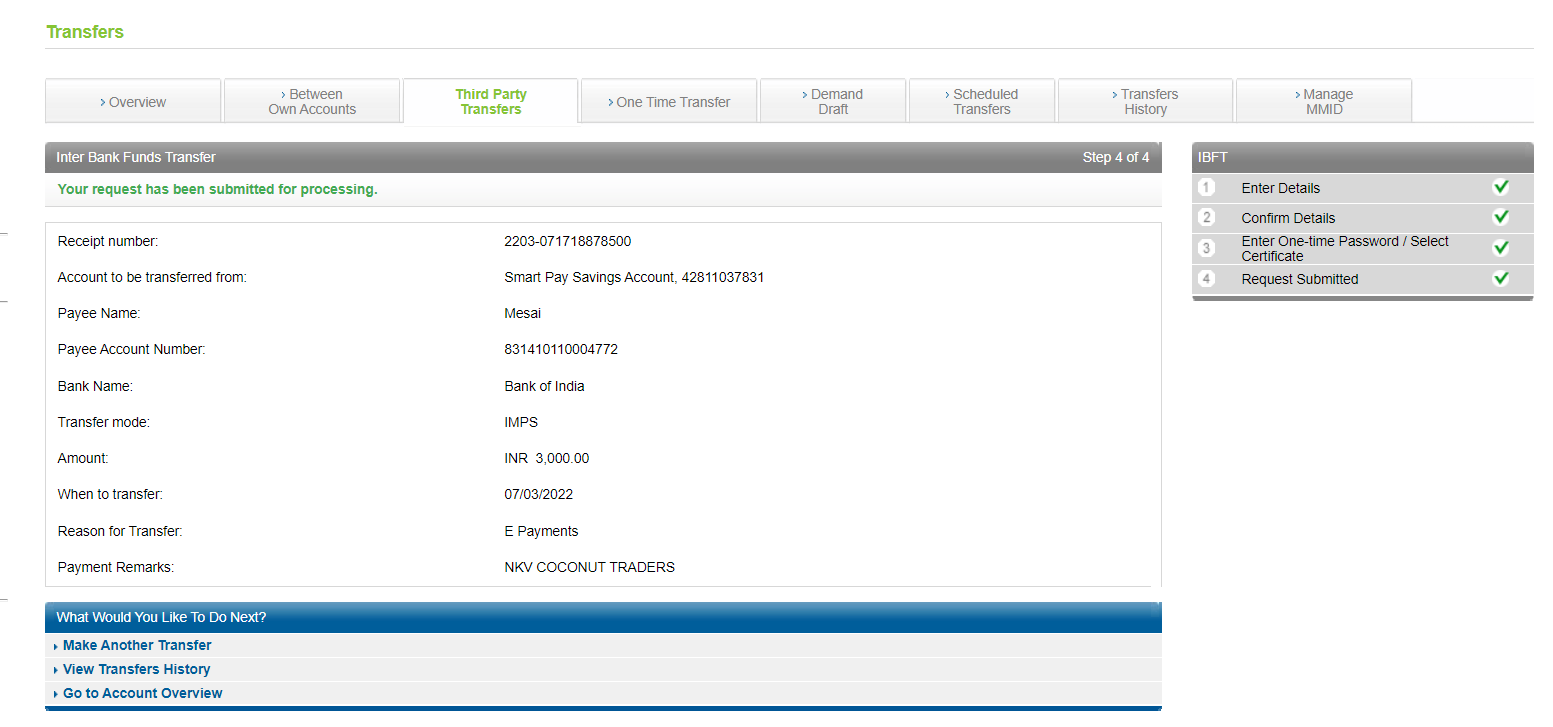 Transfers
› Overview
› Between
Own Accounts
Third Party
Transfers
› One Time Transfer
› Demand
Draft
› Scheduled
Transfers
› Transfers
History
› Manage
MMID
Inter Bank Funds Transfer Step 4 of 4
Your request has been submitted for processing.
Receipt number: 2203-071718878500
Account to be transferred from: Smart Pay Savings Account, 42811037831
Payee Name: Mesai
Payee Account Number: 831410110004772
Bank Name: Bank of India
Transfer mode: IMPS
Amount: INR 3,000.00
When to transfer: 07/03/2022
Reason for Transfer: E Payments
Payment Remarks: NKV COCONUT TRADERS
What Would You Like To Do Next?
Make Another Transfer
View Transfers History
Go to Account Overview
IBFT
1 Enter Details
2 Confirm Details
3 Enter One-time Password / Select
Certificate
4 Request Submitted